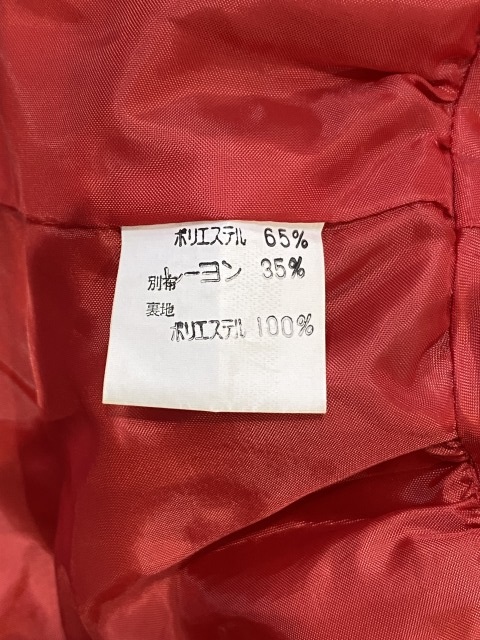 ポリエステル 65%
別布 レーヨン 35%
裏地
ポリエステル 100%